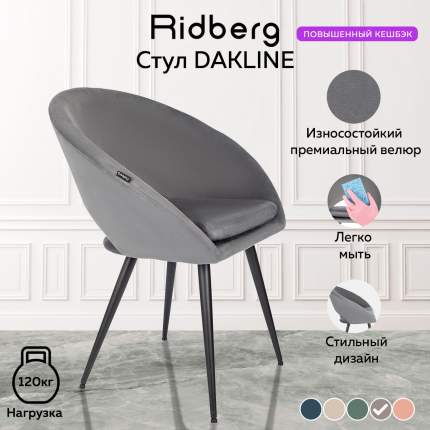 Ridberg
ПОВЫШЕННЫЙ КЕШБЭК
Стул DAKLINE
Износостойкий
премиальный велюр
Легко
мыть
Стильный
дизайн
120кг
Нагрузка